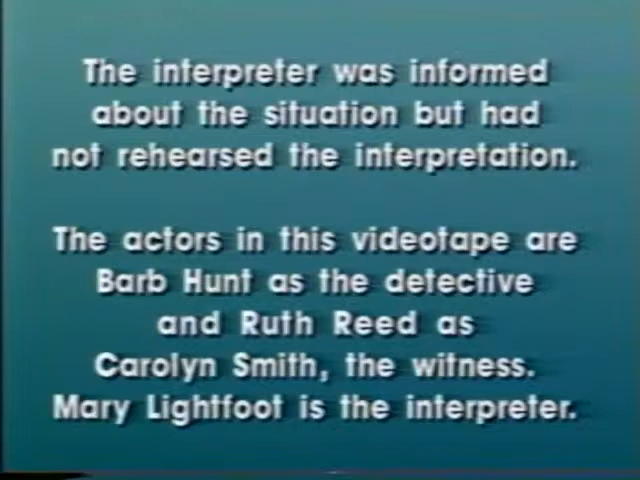 The interpreter was informed
about the situation but had
not rehearsed the interpretation.
The actors in this videotape are
Barb Hunt as the detective
and Ruth Reed as
Carolyn Smith, the witness.
Mary Lightfoot is the interpreter.